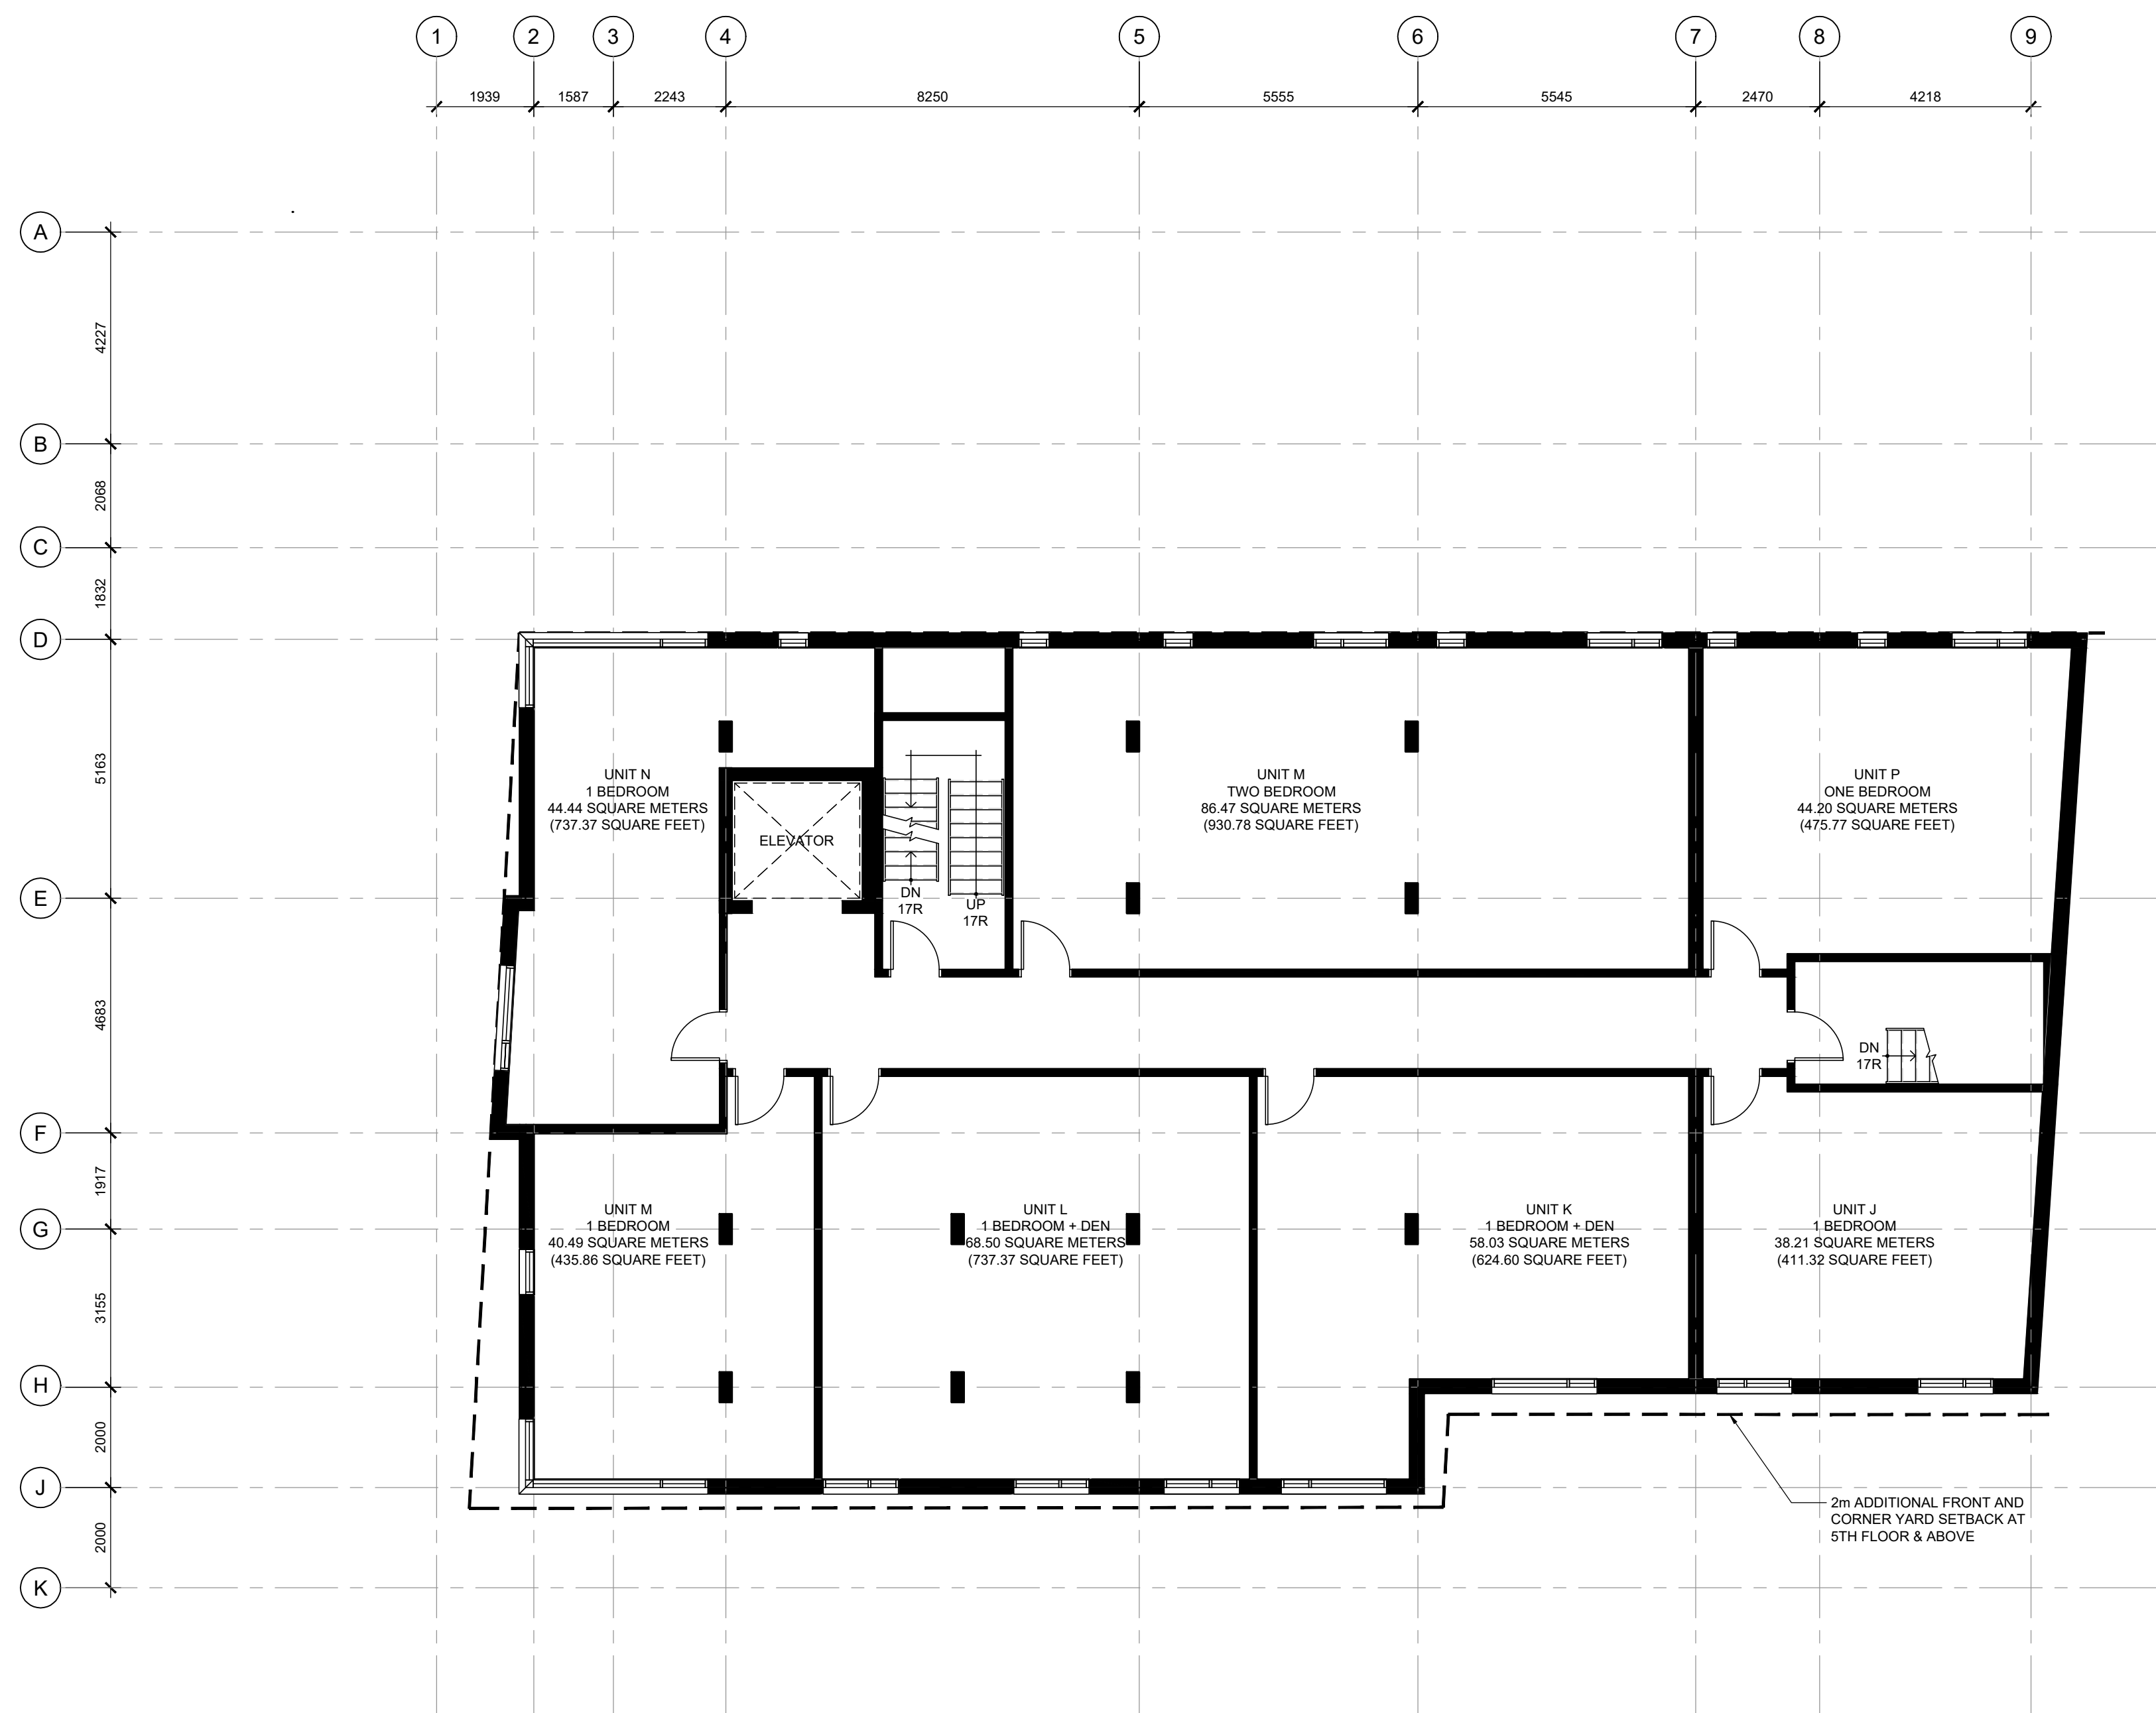 1 2 3 4 5 6 7 8 9
1939 1587 2243 8250 5555 5545 2470 4218
A
4227
B
2068
C
1832
D
5163
E
4683
F
1917
G
3155
H
2000
J
2000
K
UNIT N
1 BEDROOM
44.44 SQUARE METERS
(737.37 SQUARE FEET)
ELEVATOR
DN
17R
UP
17R
UNIT M
TWO BEDROOM
86.47 SQUARE METERS
(930.78 SQUARE FEET)
UNIT P
ONE BEDROOM
44.20 SQUARE METERS
(475.77 SQUARE FEET)
DN
17R
UNIT M
1 BEDROOM
40.49 SQUARE METERS
(435.86 SQUARE FEET)
UNIT L
1 BEDROOM + DEN
68.50 SQUARE METERS
(737.37 SQUARE FEET)
UNIT K
1 BEDROOM + DEN
58.03 SQUARE METERS
(624.60 SQUARE FEET)
UNIT J
1 BEDROOM
38.21 SQUARE METERS
(411.32 SQUARE FEET)
2m ADDITIONAL FRONT AND
CORNER YARD SETBACK AT
5TH FLOOR & ABOVE